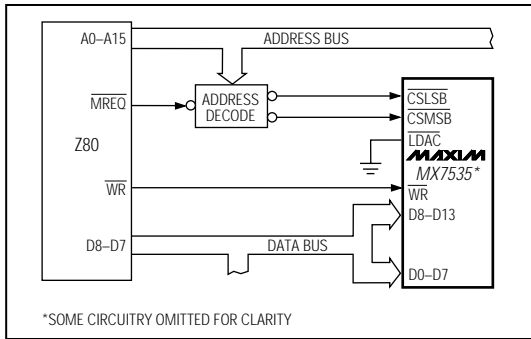 A0–A15
ADDRESS BUS
MREQ
ADDRESS
DECODE
CSLSB
CSMSB
LDAC
MAXIM
MX7535*
Z80
WR
WR
D8–D13
D8–D7
DATA BUS
D0–D7
*SOME CIRCUITRY OMITTED FOR CLARITY